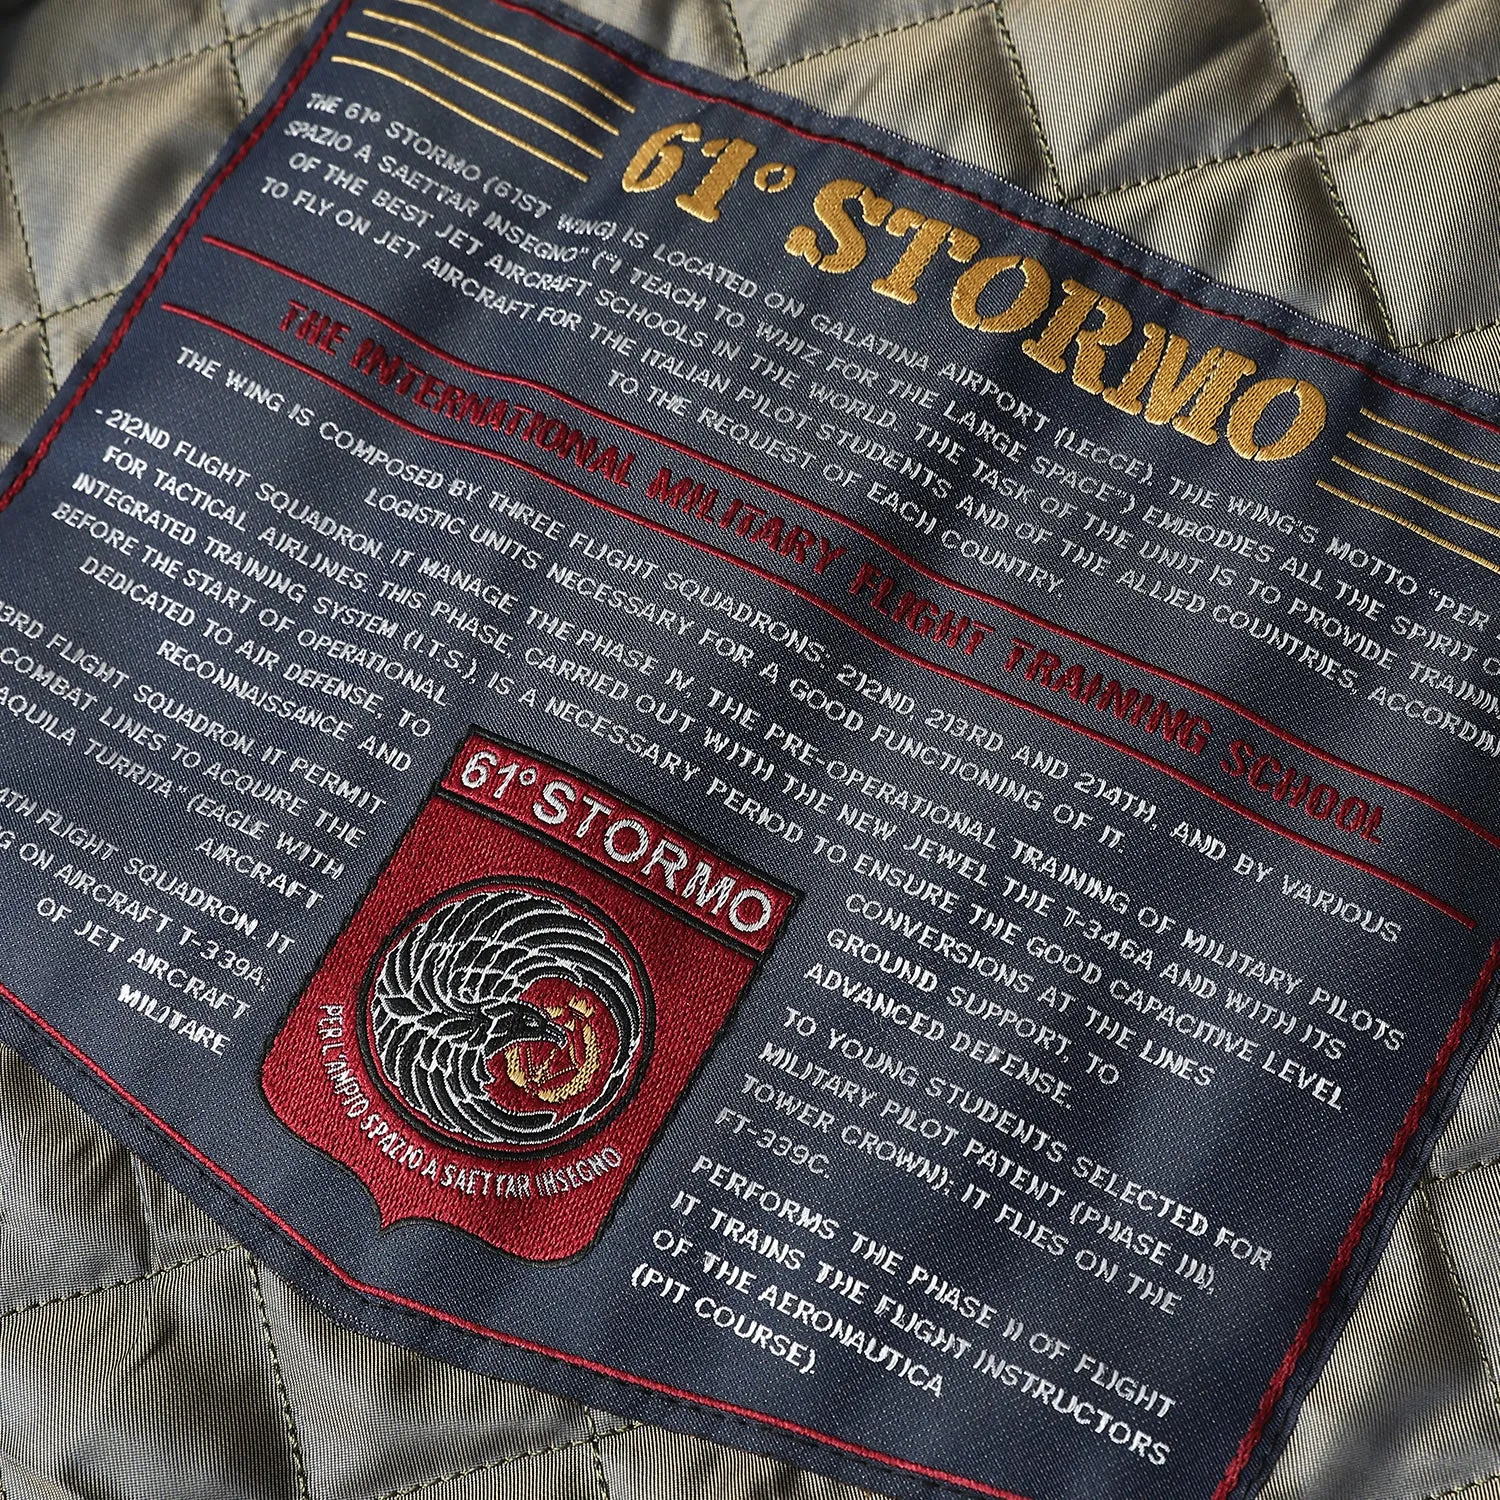 61° STORMO
THE 61° STORMO (61ST WING) IS LOCATED ON GALATINA AIRPORT (LECCE), THE WING'S MOTTO "PER
SPAZIO A SAETTAR INSEGNO" ("I TEACH TO WHIZ FOR THE LARGE SPACE") EMBODIES ALL THE SPIRIT
OF THE BEST JET AIRCRAFT SCHOOLS IN THE WORLD. THE TASK OF THE UNIT IS TO PROVIDE
TO FLY ON JET AIRCRAFT FOR THE ITALIAN PILOT STUDENTS AND OF THE ALLIED COUNTRIES,
TO THE REQUEST OF EACH COUNTRY.
THE INTERNATIONAL MILITARY FLIGHT TRAINING SCHOOL
THE WING IS COMPOSED BY THREE FLIGHT SQUADRONS: 212ND, 213RD AND 214TH, AND BY VARIOUS
LOGISTIC UNITS NECESSARY FOR A GOOD FUNCTIONING OF IT.
- 212ND FLIGHT SQUADRON. IT MANAGE THE PHASE IV, THE PRE-OPERATIONAL TRAINING OF MILITARY PILOTS
FOR TACTICAL AIRLINES. THIS PHASE, CARRIED OUT WITH THE NEW JEWEL THE T-346A AND WITH ITS
INTEGRATED TRAINING SYSTEM (I.T.S.), IS A NECESSARY PERIOD TO ENSURE THE GOOD CAPACITIVE LEVEL
BEFORE THE START OF OPERATIONAL CONVERSIONS AT THE LINES
DEDICATED TO AIR DEFENSE, TO GROUND SUPPORT, TO
RECONNAISSANCE AND ADVANCED DEFENSE.
13RD FLIGHT SQUADRON IT PERMIT TO YOUNG STUDENTS SELECTED FOR
COMBAT LINES TO ACQUIRE THE MILITARY PILOT PATENT (PHASE III),
AQUILA TURRITA" (EAGLE WITH TOWER CROWN); IT FLIES ON THE
AIRCRAFT FT-339C.
4TH FLIGHT SQUADRON. IT PERFORMS THE PHASE II OF FLIGHT
ON AIRCRAFT T-339A; IT TRAINS THE FLIGHT INSTRUCTORS
OF JET AIRCRAFT OF THE AERONAUTICA
MILITARE (PIT COURSE).
61° STORMO
PER L'AMPIO SPAZIO A SAETTAR INSEGNO